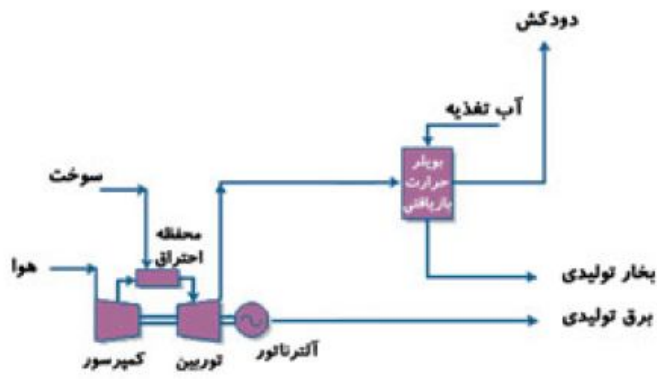 دودکش
آب تغذیه
بویلر
حرارت
بازیافتی
سوخت
محفظه
احتراق
هوا
بخار تولیدی
برق تولیدی
آلترناتور
توربین
کمپرسور